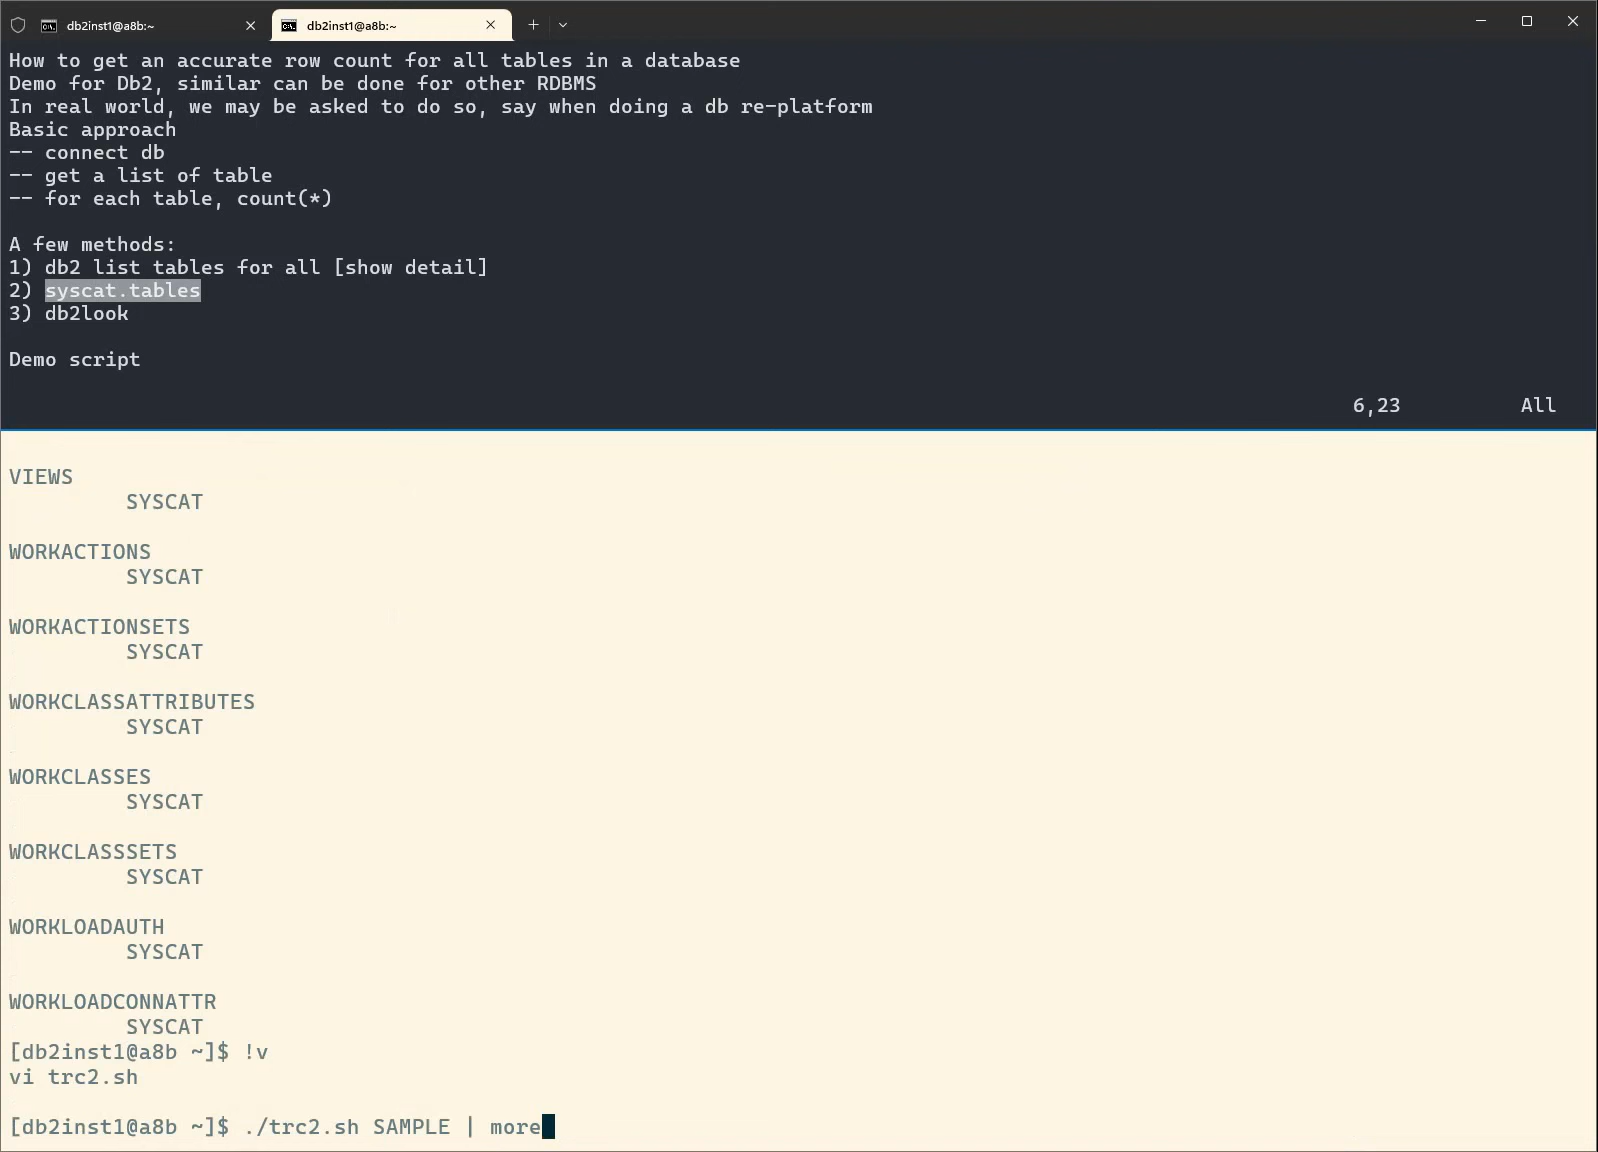 db2inst1@a8b:~
db2inst1@a8b:~
How to get an accurate row count for all tables in a database
Demo for Db2, similar can be done for other RDBMS
In real world, we may be asked to do so, say when doing a db re-platform
Basic approach
-- connect db
-- get a list of table
-- for each table, count(*)
A few methods:
1) db2 list tables for all [show detail]
2) syscat.tables
3) db2look
Demo script
6,23 All
VIEWS
SYSCAT
WORKACTIONS
SYSCAT
WORKACTIONSETS
SYSCAT
WORKCLASSATTRIBUTES
SYSCAT
WORKCLASSES
SYSCAT
WORKCLASSSETS
SYSCAT
WORKLOADAUTH
SYSCAT
WORKLOADCONNATTR
SYSCAT
[db2inst1@a8b ~]$ !v
vi trc2.sh
[db2inst1@a8b ~]$ ./trc2.sh SAMPLE | more